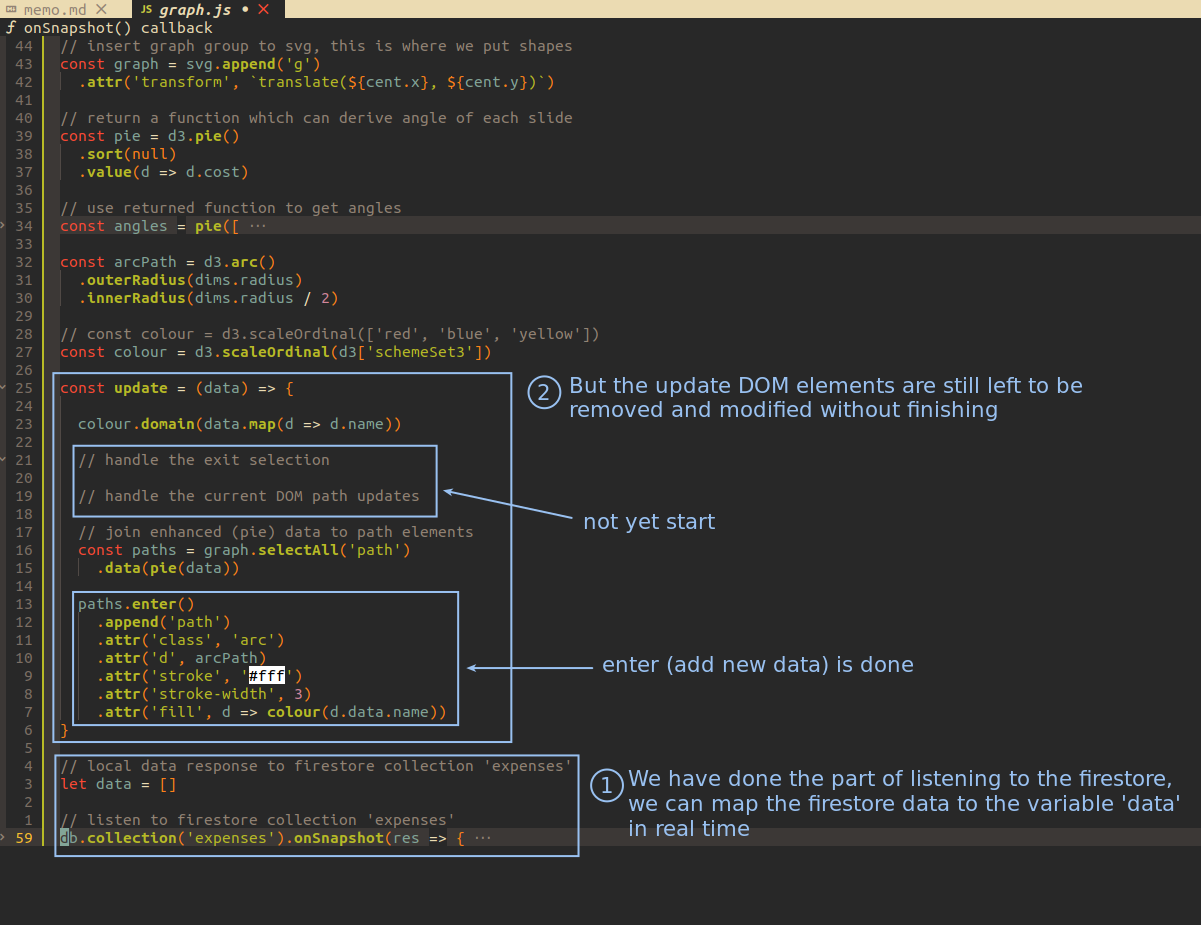 memo.md
JS graph.js •
ƒ onSnapshot() callback
44 // insert graph group to svg, this is where we put shapes
43 const graph = svg.append('g')
42 .attr('transform', `translate(${cent.x}, ${cent.y})`)
41
40 // return a function which can derive angle of each slide
39 const pie = d3.pie()
38 .sort(null)
37 .value(d => d.cost)
36
35 // use returned function to get angles
34 const angles = pie([ ···
33
32 const arcPath = d3.arc()
31 .outerRadius(dims.radius)
30 .innerRadius(dims.radius / 2)
29
28 // const colour = d3.scaleOrdinal(['red', 'blue', 'yellow'])
27 const colour = d3.scaleOrdinal(d3['schemeSet3'])
26
25 const update = (data) => {
24
23 colour.domain(data.map(d => d.name))
22
21 // handle the exit selection
20
19 // handle the current DOM path updates
18
17 // join enhanced (pie) data to path elements
16 const paths = graph.selectAll('path')
15 .data(pie(data))
14
13 paths.enter()
12 .append('path')
11 .attr('class', 'arc')
10 .attr('d', arcPath)
9 .attr('stroke', '#fff')
8 .attr('stroke-width', 3)
7 .attr('fill', d => colour(d.data.name))
6 }
5
4 // local data response to firestore collection 'expenses'
3 let data = []
2
1 // listen to firestore collection 'expenses'
59 db.collection('expenses').onSnapshot(res => { ···
2 But the update DOM elements are still left to be
removed and modified without finishing
not yet start
enter (add new data) is done
1 We have done the part of listening to the firestore,
we can map the firestore data to the variable 'data'
in real time